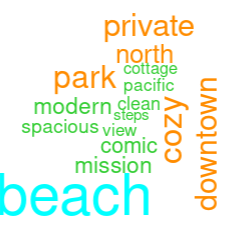 private
north
cottage
park
pacific
modern
clean
steps
spacious
view
cozy
downtown
comic
mission
beach